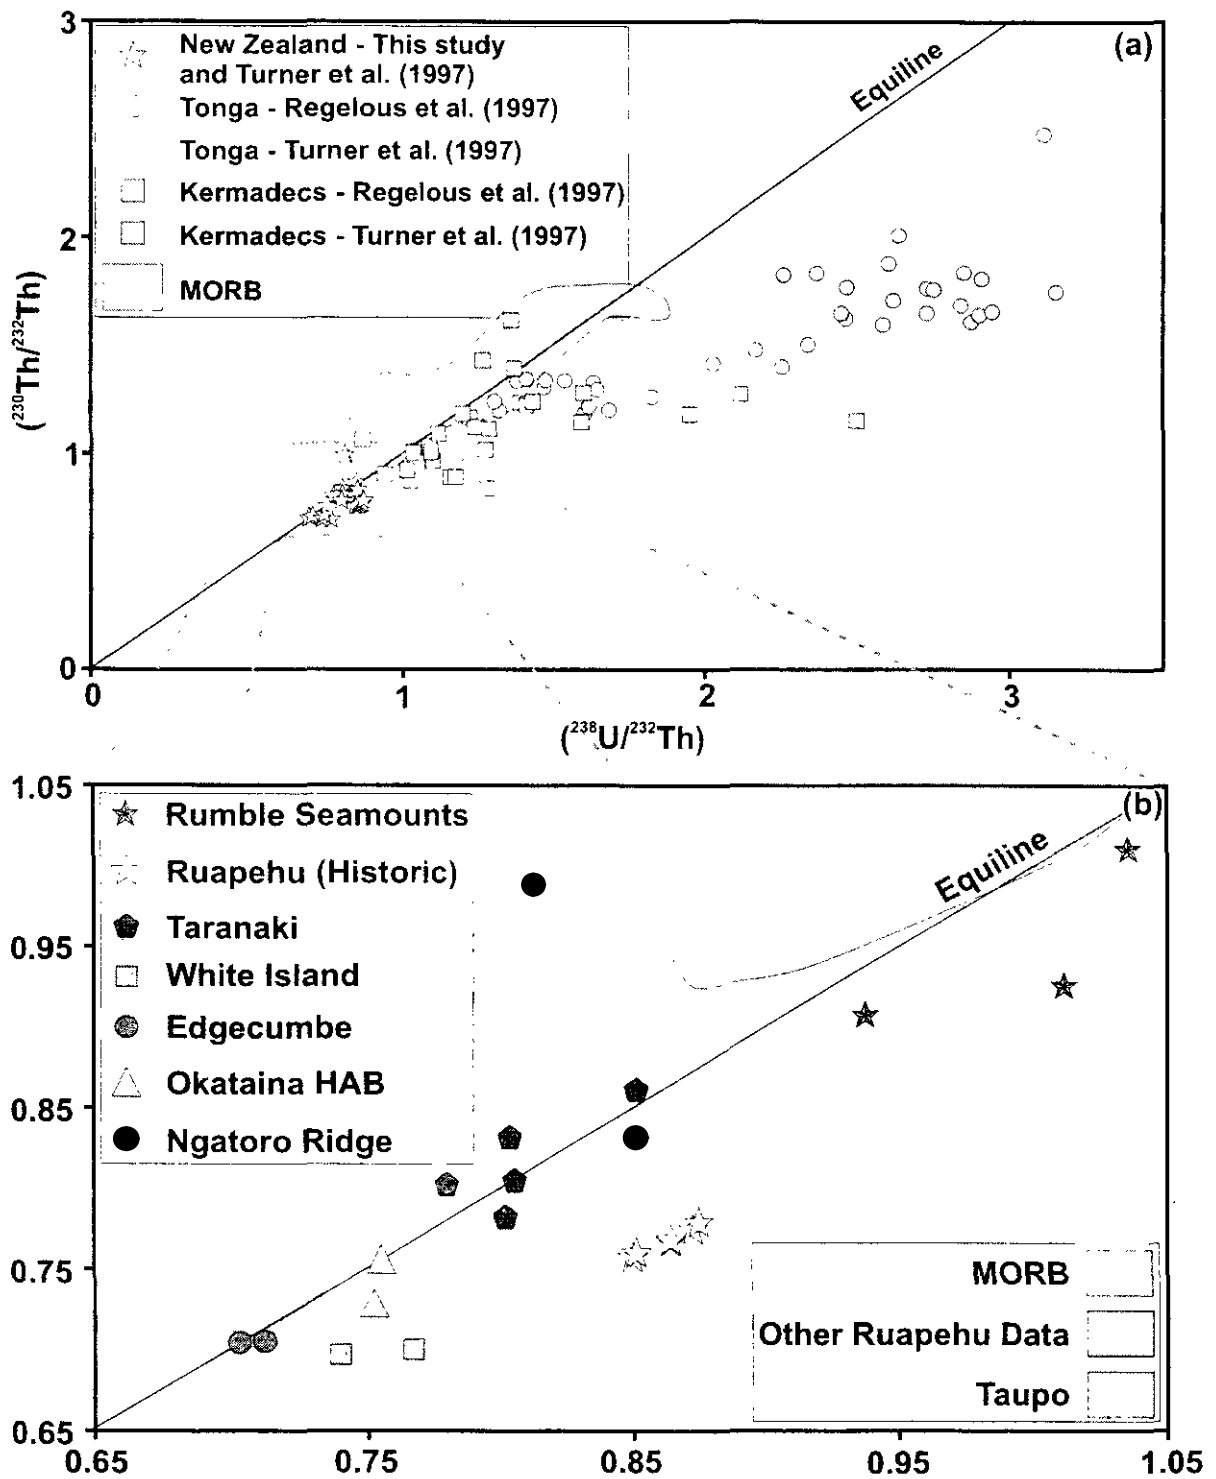 3
(a)
New Zealand - This study
and Turner et al. (1997)
Tonga - Regelous et al. (1997)
Tonga - Turner et al. (1997)
Kermadecs - Regelous et al. (1997)
Kermadecs - Turner et al. (1997)
MORB
Equiline
2
1
0
(²³⁰Th/²³²Th)
0
1
2
3
(²³⁸U/²³²Th)
1.05
(b)
Rumble Seamounts
Ruapehu (Historic)
Taranaki
White Island
Edgecumbe
Okataina HAB
Ngatoro Ridge
Equiline
0.95
0.85
0.75
0.65
MORB
Other Ruapehu Data
Taupo
0.65
0.75
0.85
0.95
1.05